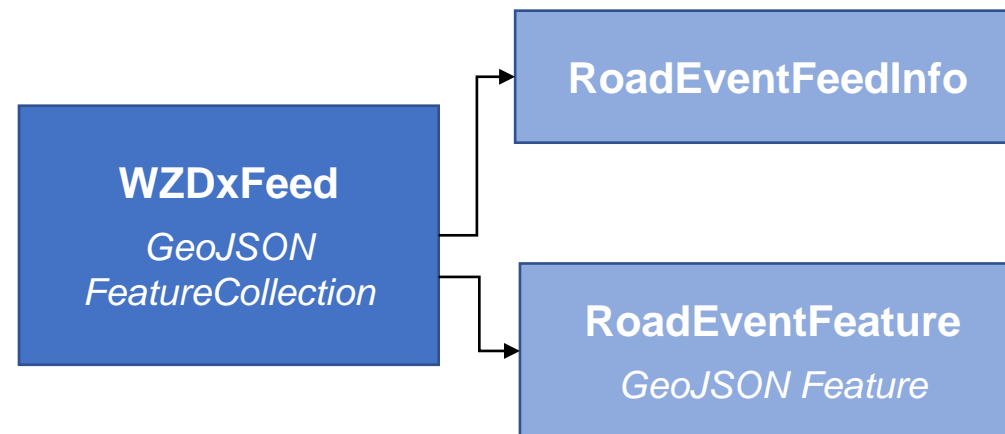 WZDxFeed
GeoJSON
FeatureCollection
RoadEventFeedInfo
RoadEventFeature
GeoJSON Feature